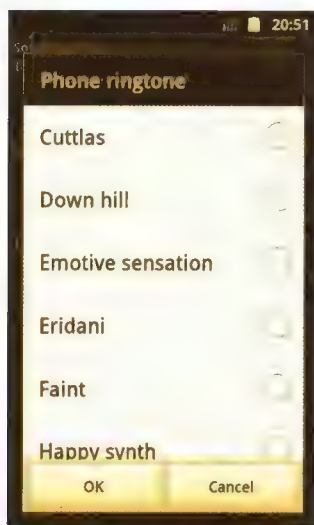 20:51
Phone ringtone
Cuttlas
Down hill
Emotive sensation
Eridani
Faint
Happy synth
OK Cancel